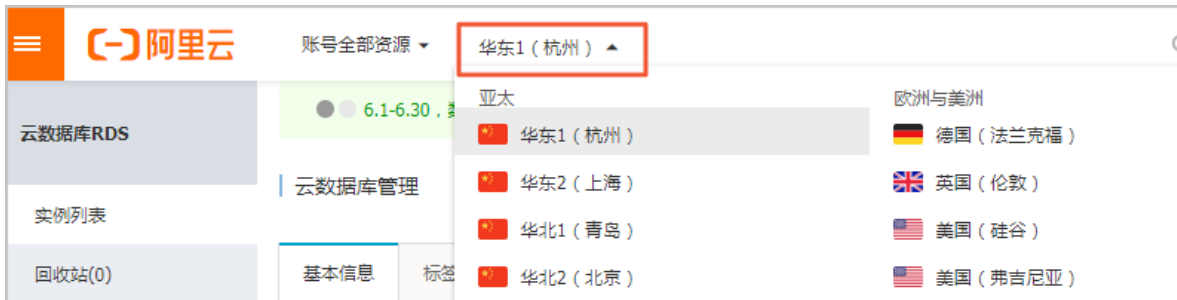 阿里云
账号全部资源
华东1 ( 杭州 )
云数据库RDS
实例列表
回收站(0)
6.1-6.30 ,
云数据库管理
基本信息
标签
亚太
华东1 ( 杭州 )
华东2 ( 上海 )
华北1 ( 青岛 )
华北2 ( 北京 )
欧洲与美洲
德国 ( 法兰克福 )
英国 ( 伦敦 )
美国 ( 硅谷 )
美国 ( 弗吉尼亚 )